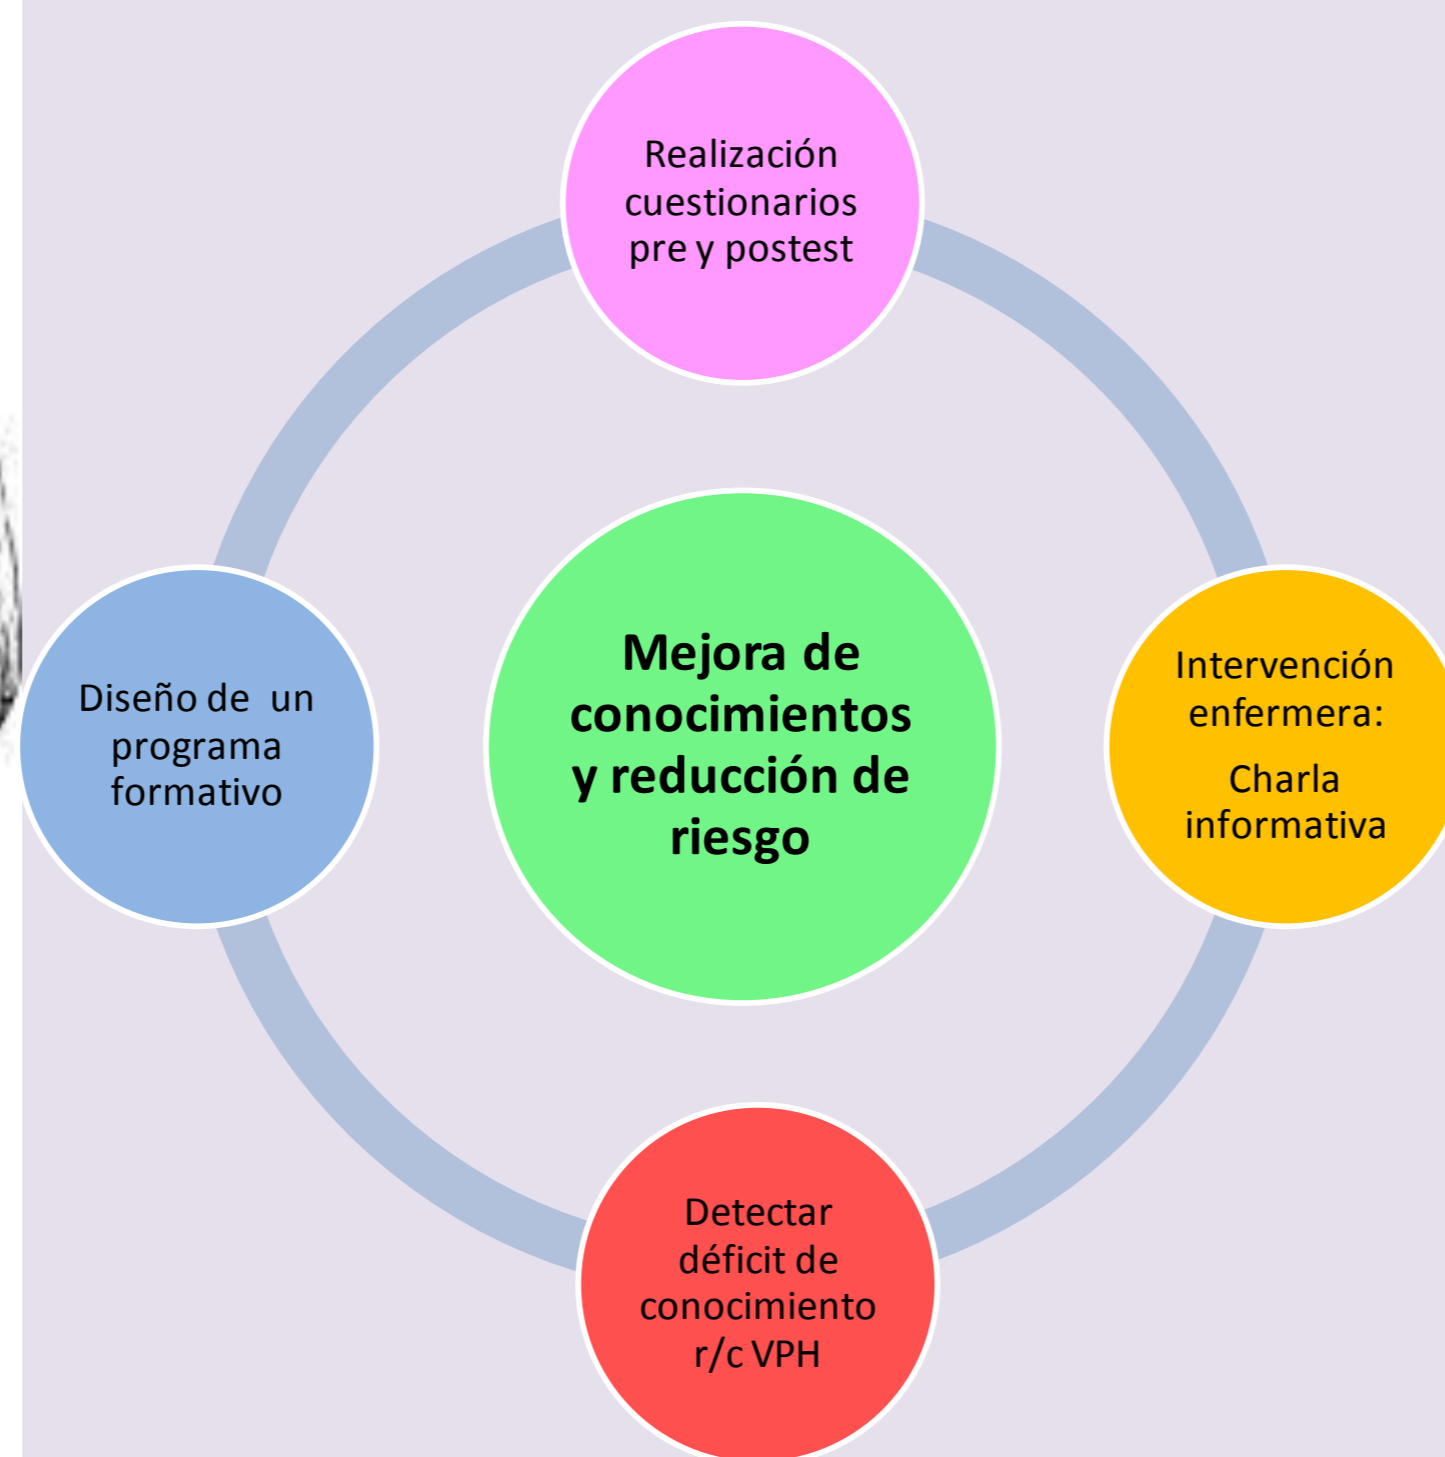 Realización
cuestionarios
pre y postest
Mejora de
conocimientos
y reducción de
riesgo
Intervención
enfermera:
Charla
informativa
Diseño de un
programa
formativo
Detectar
déficit de
conocimiento
r/c VPH